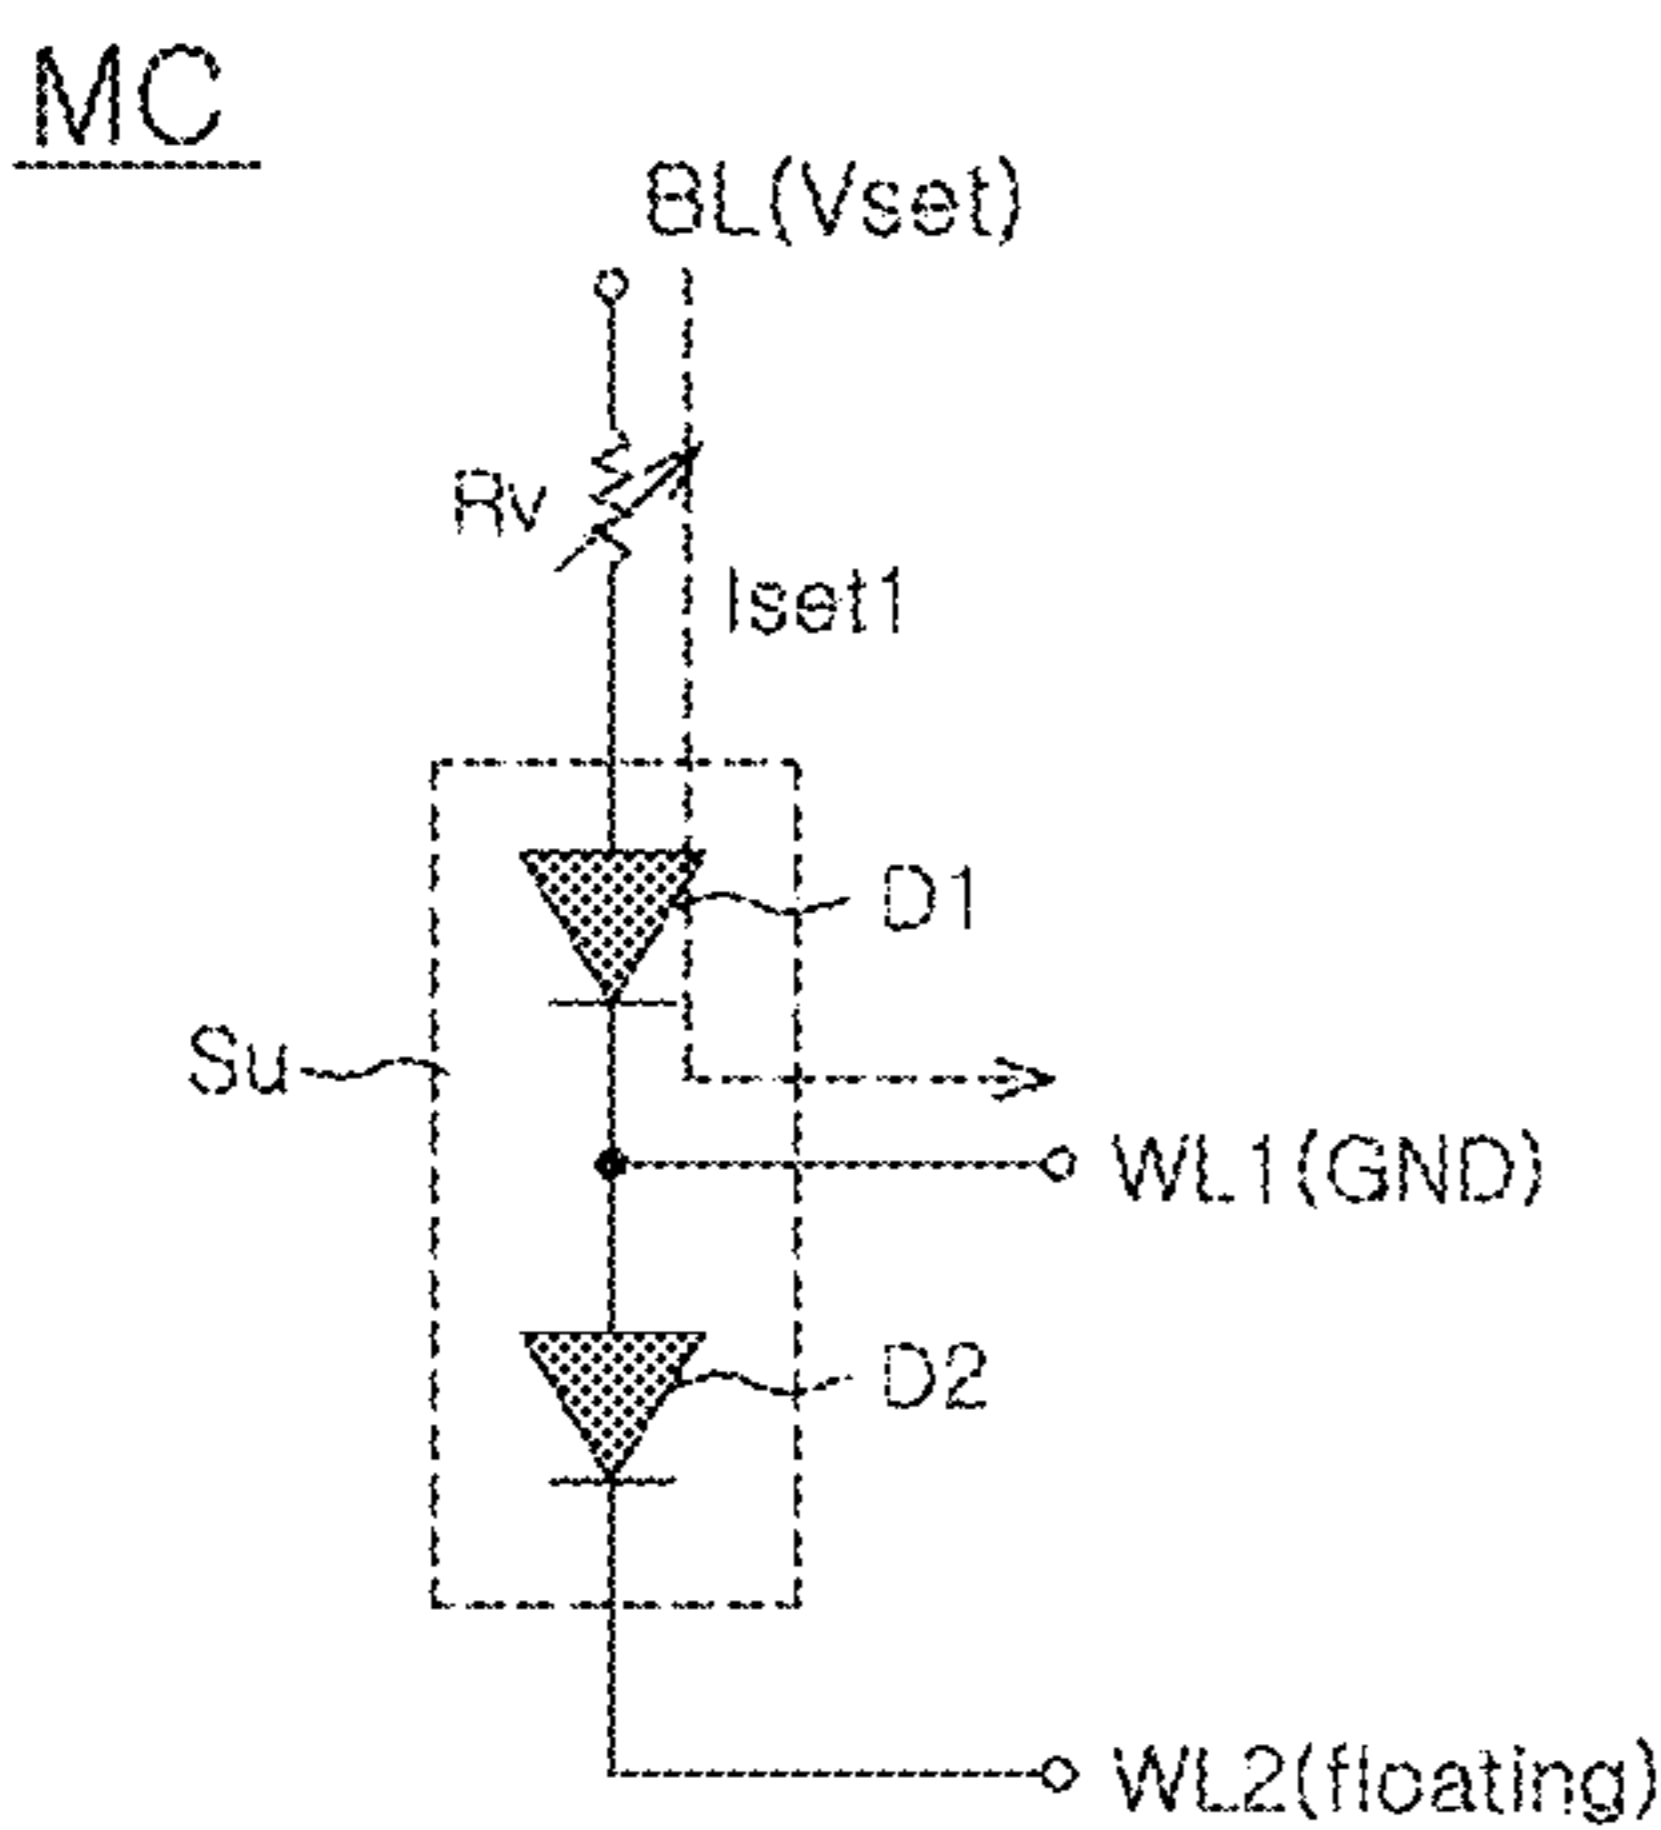 MC
BL(Vset)
Rv
Iset1
D1
Su
WL1(GND)
D2
WL2(floating)